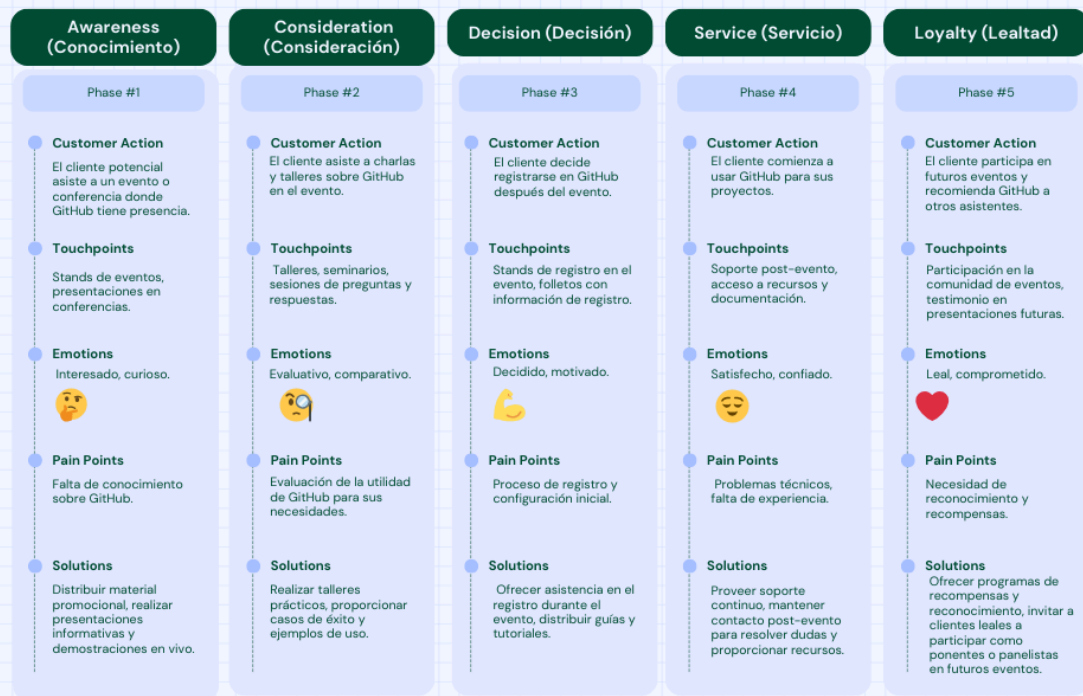 Awareness
(Conocimiento)
Phase #1
Customer Action
El cliente potencial
asiste a un evento o
conferencia donde
GitHub tiene presencia.
Touchpoints
Stands de eventos,
presentaciones en
conferencias.
Emotions
Interesado, curioso.
Pain Points
Falta de conocimiento
sobre GitHub.
Solutions
Distribuir material
promocional, realizar
presentaciones
informativas y
demostraciones en vivo.
Consideration
(Consideración)
Phase #2
Customer Action
El cliente asiste a charlas
y talleres sobre GitHub
en el evento.
Touchpoints
Talleres, seminarios,
sesiones de preguntas y
respuestas.
Emotions
Evaluativo, comparativo.
Pain Points
Evaluación de la utilidad
de GitHub para sus
necesidades.
Solutions
Realizar talleres
prácticos, proporcionar
casos de éxito y
ejemplos de uso.
Decision (Decisión)
Phase #3
Customer Action
El cliente decide
registrarse en GitHub
después del evento.
Touchpoints
Stands de registro en el
evento, folletos con
información de registro.
Emotions
Decidido, motivado.
Pain Points
Proceso de registro y
configuración inicial.
Solutions
Ofrecer asistencia en el
registro durante el
evento, distribuir guías y
tutoriales.
Service (Servicio)
Phase #4
Customer Action
El cliente comienza a
usar GitHub para sus
proyectos.
Touchpoints
Soporte post-evento,
acceso a recursos y
documentación.
Emotions
Satisfecho, confiado.
Pain Points
Problemas técnicos,
falta de experiencia.
Solutions
Proveer soporte
continuo, mantener
contacto post-evento
para resolver dudas y
proporcionar recursos.
Loyalty (Lealtad)
Phase #5
Customer Action
El cliente participa en
futuros eventos y
recomienda GitHub a
otros asistentes.
Touchpoints
Participación en la
comunidad de eventos,
testimonio en
presentaciones futuras.
Emotions
Leal, comprometido.
Pain Points
Necesidad de
reconocimiento y
recompensas.
Solutions
Ofrecer programas de
recompensas y
reconocimiento, invitar a
clientes leales a
participar como
ponentes o panelistas
en futuros eventos.